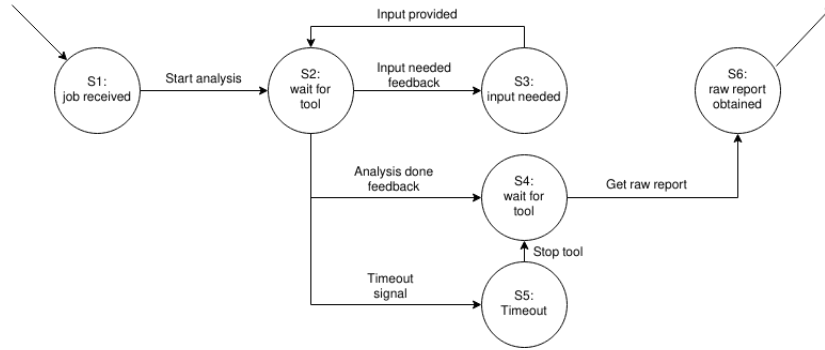 Input provided
S1:
job received
Start analysis
S2:
wait for
tool
Input needed
feedback
S3:
input needed
S6:
raw report
obtained
Analysis done
feedback
S4:
wait for
tool
Get raw report
Stop tool
Timeout
signal
S5:
Timeout